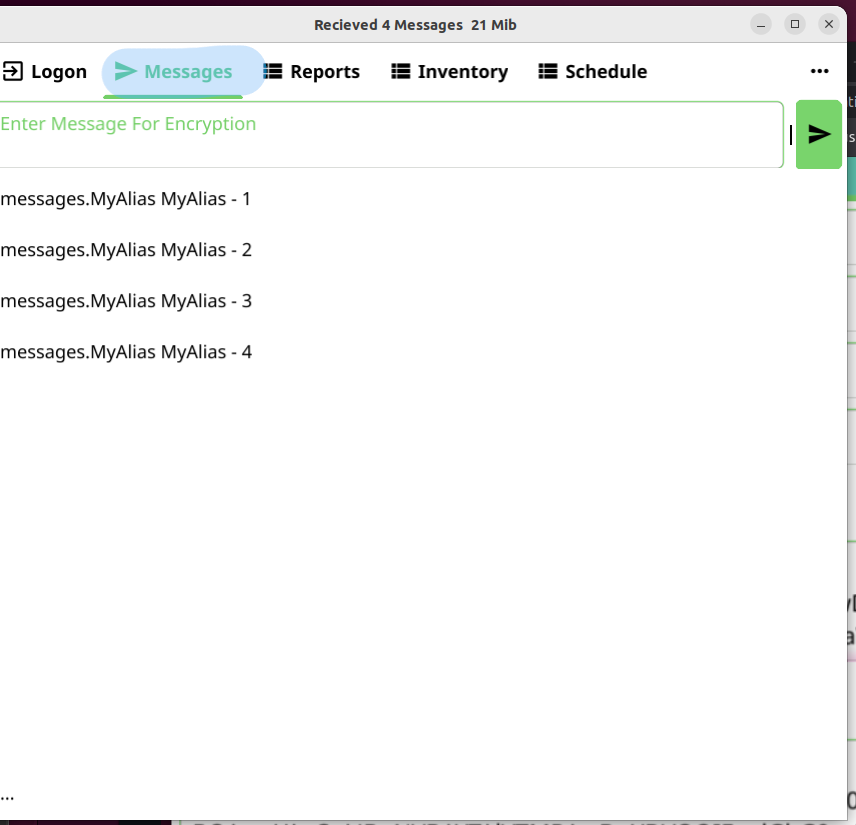 Recieved 4 Messages 21 Mib
Logon Messages Reports Inventory Schedule
Enter Message For Encryption
messages.MyAlias MyAlias - 1
messages.MyAlias MyAlias - 2
messages.MyAlias MyAlias - 3
messages.MyAlias MyAlias - 4
...